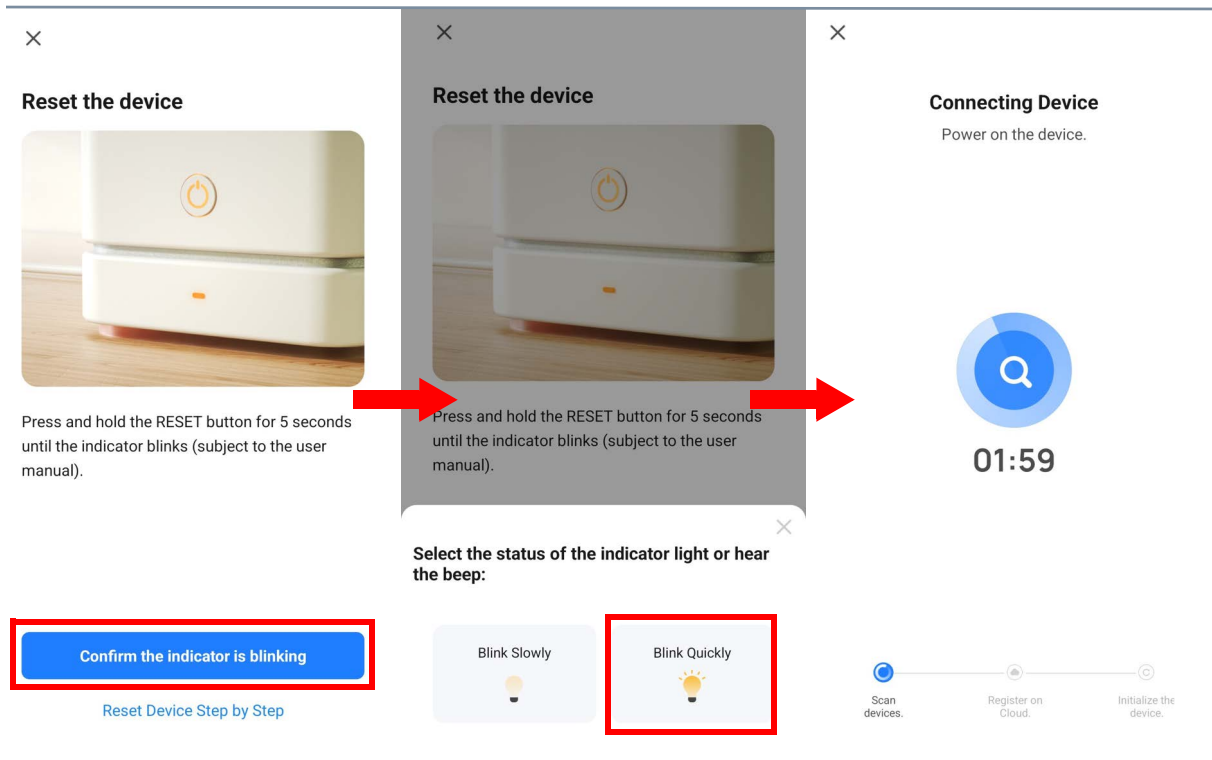 Reset the device
Press and hold the RESET button for 5 seconds
until the indicator blinks (subject to the user
manual).
Confirm the indicator is blinking
Reset Device Step by Step
Reset the device
Press and hold the RESET button for 5 seconds
until the indicator blinks (subject to the user
manual).
Select the status of the indicator light or hear
the beep:
Blink Slowly
Blink Quickly
Connecting Device
Power on the device.
01:59
Scan
devices.
Register on
Cloud.
Initialize the
device.